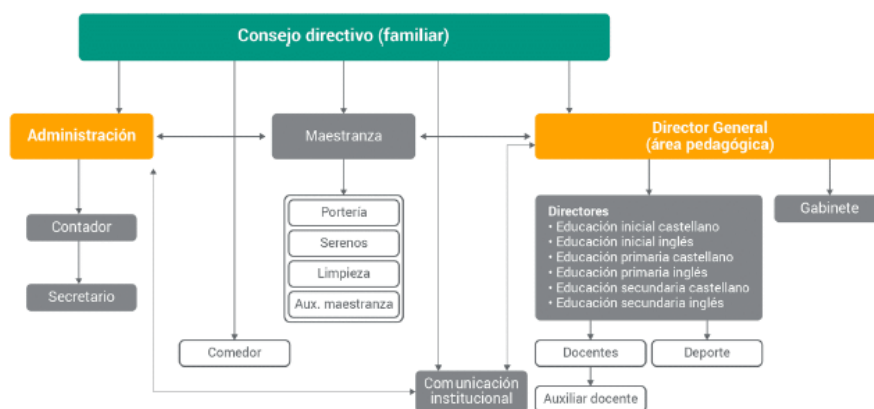 Consejo directivo (familiar)
Administración
Maestranza
Director General
(área pedagógica)
Contador
Secretario
Portería
Serenos
Limpieza
Aux. maestranza
Directores
• Educación inicial castellano
• Educación inicial inglés
• Educación primaria castellano
• Educación primaria inglés
• Educación secundaria castellano
• Educación secundaria inglés
Gabinete
Comedor
Comunicación
institucional
Docentes
Deporte
Auxiliar docente